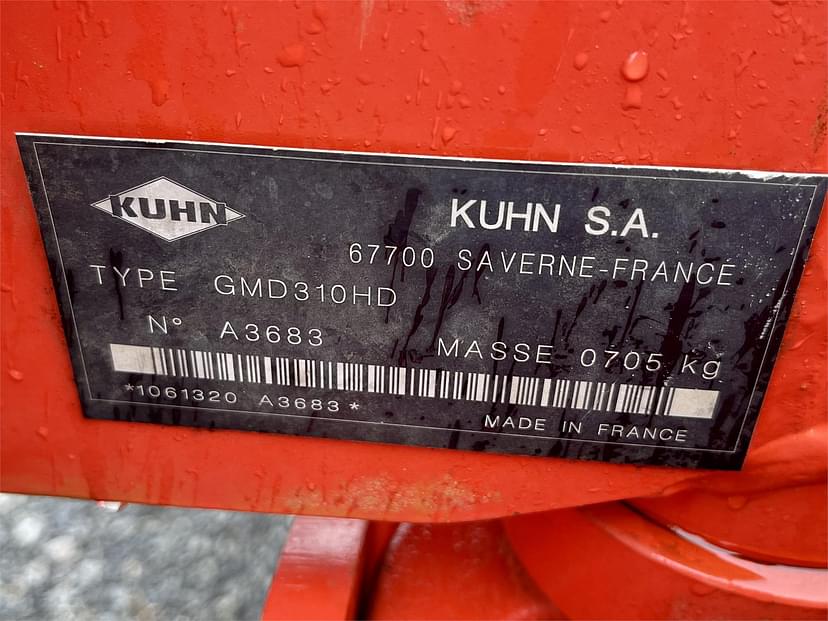 KUHN
KUHN S.A.
67700 SAVERNE-FRANCE
TYPE GMD310HD
N° A3683
MASSE 0705 kg
*1061320 A3683*
MADE IN FRANCE